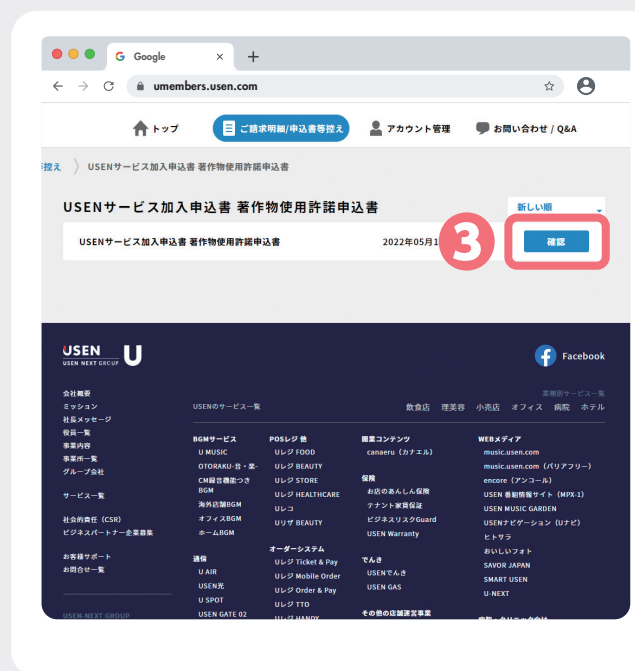 Google
umembers.usen.com
トップ
ご請求明細/申込書等控え
アカウント管理
お問い合わせ / Q&A
控え
USENサービス加入申込書 著作物使用許諾申込書
USENサービス加入申込書 著作物使用許諾申込書
新しい順
USENサービス加入申込書 著作物使用許諾申込書
2022年05月1
3
確認
USEN
USEN NEXT GROUP
U
Facebook
会社概要
ミッション
社長メッセージ
役員一覧
事業内容
事業所一覧
グループ会社
サービス一覧
社会的責任（CSR）
ビジネスパートナー企業募集
お客様サポート
お問合せ一覧
USEN-NEXT GROUP
業種別サービス一覧
USENのサービス一覧
飲食店 理美容 小売店 オフィス 病院 ホテル
BGMサービス
U MUSIC
OTORAKU-音・楽-
CM録音機能つき
BGM
海外店舗BGM
オフィスBGM
ホームBGM
通信
U AIR
USEN光
U SPOT
USEN GATE 02
POSレジ 他
Uレジ FOOD
Uレジ BEAUTY
Uレジ STORE
Uレジ HEALTHCARE
Uレコ
Uリザ BEAUTY
オーダーシステム
Uレジ Ticket & Pay
Uレジ Mobile Order
Uレジ Order & Pay
Uレジ TTO
Uレジ HANDY
開業コンテンツ
canaeru（カナエル）
保険
お店のあんしん保険
テナント家賃保証
ビジネスリスクGuard
USEN Warranty
でんき
USENでんき
USEN GAS
その他の店舗運営事業
WEBメディア
music.usen.com
music.usen.com（バリアフリー）
encore（アンコール）
USEN 番組情報サイト（MPX-1）
USEN MUSIC GARDEN
USENナビゲーション（Uナビ）
ヒトサラ
おいしいフォト
SAVOR JAPAN
SMART USEN
U-NEXT